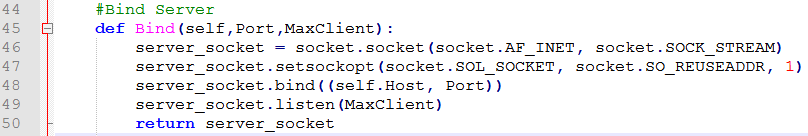 44 #Bind Server
45 def Bind(self,Port,MaxClient):
46 server_socket = socket.socket(socket.AF_INET, socket.SOCK_STREAM)
47 server_socket.setsockopt(socket.SOL_SOCKET, socket.SO_REUSEADDR, 1)
48 server_socket.bind((self.Host, Port))
49 server_socket.listen(MaxClient)
50 return server_socket